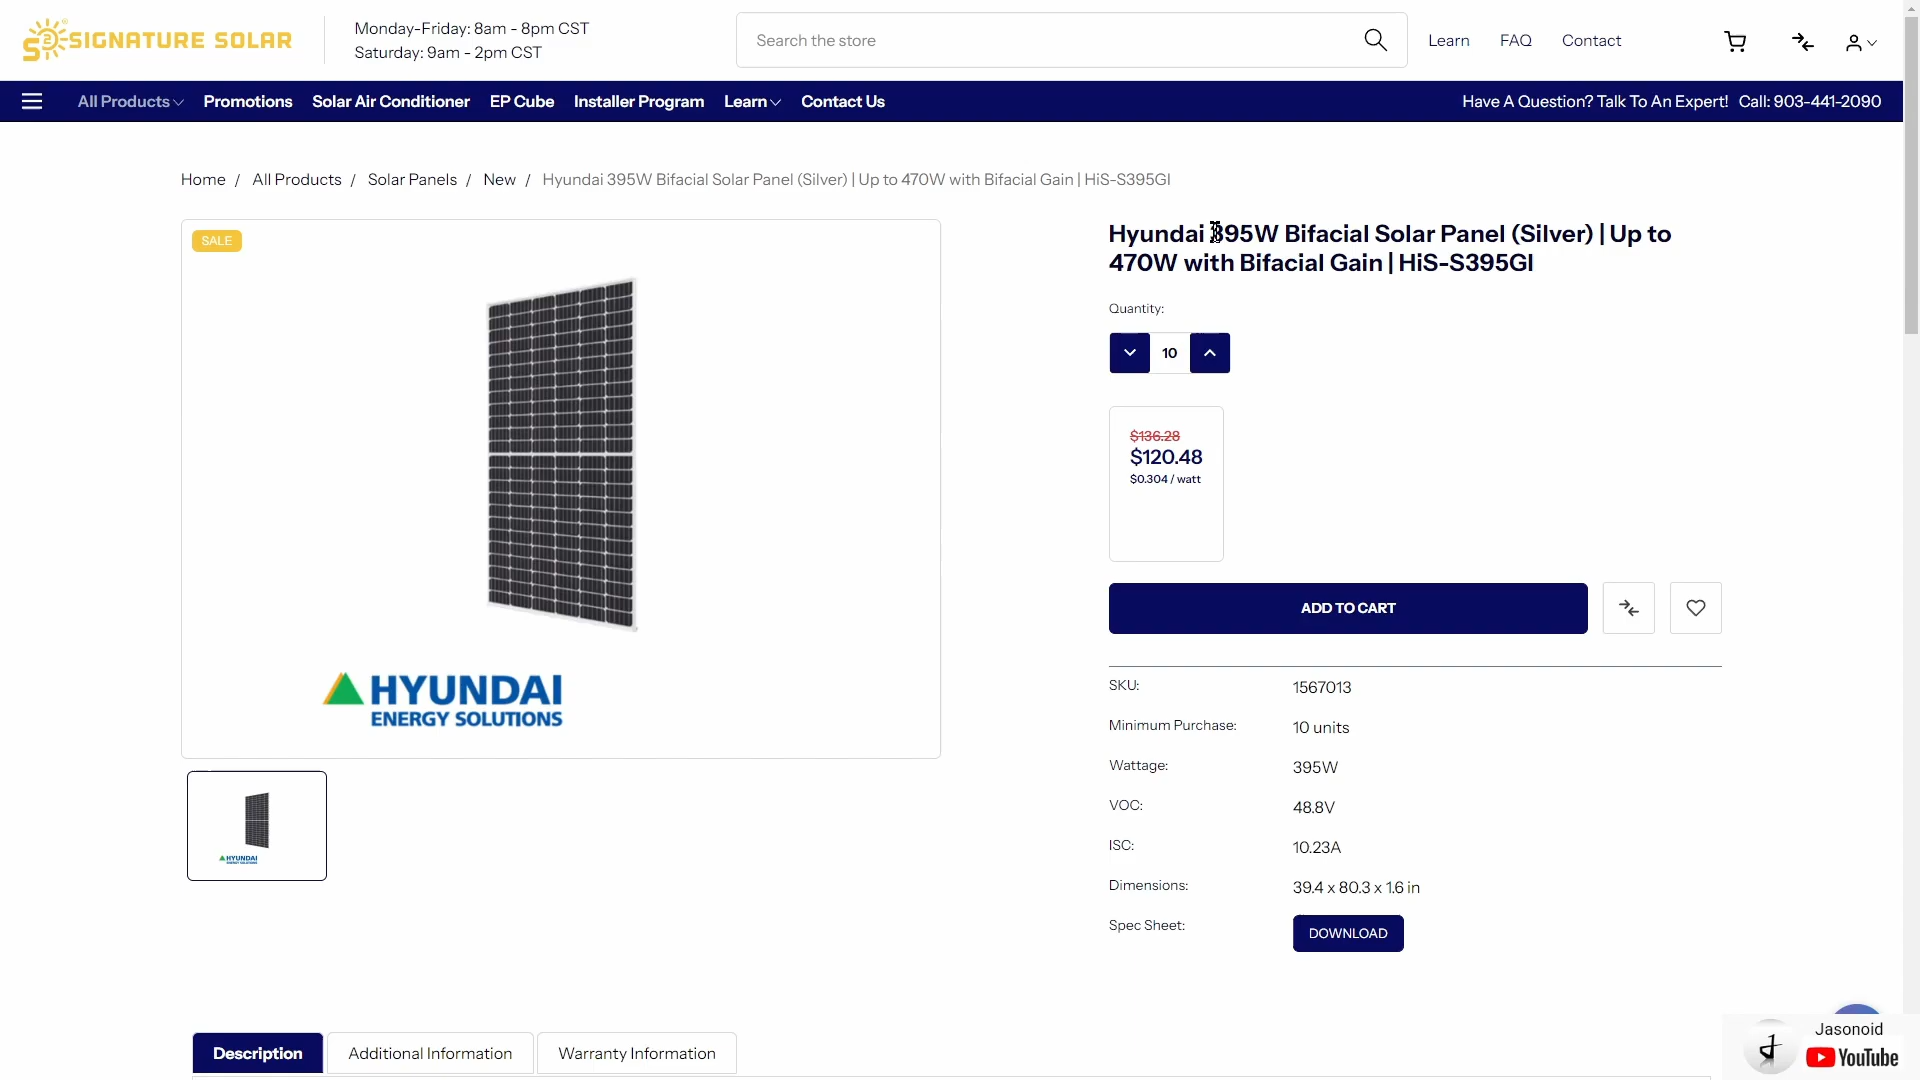 SIGNATURE SOLAR
Monday-Friday: 8am - 8pm CST
Saturday: 9am - 2pm CST
Search the store
Learn
FAQ
Contact
All Products
Promotions
Solar Air Conditioner
EP Cube
Installer Program
Learn
Contact Us
Have A Question? Talk To An Expert!
Call: 903-441-2090
Home / All Products / Solar Panels / New / Hyundai 395W Bifacial Solar Panel (Silver) | Up to 470W with Bifacial Gain | HiS-S395GI
SALE
HYUNDAI
ENERGY SOLUTIONS
HYUNDAI
ENERGY SOLUTIONS
Hyundai 395W Bifacial Solar Panel (Silver) | Up to
470W with Bifacial Gain | HiS-S395GI
Quantity:
10
$136.28
$120.48
$0.304 / watt
ADD TO CART
SKU: 1567013
Minimum Purchase: 10 units
Wattage: 395W
VOC: 48.8V
ISC: 10.23A
Dimensions: 39.4 x 80.3 x 1.6 in
Spec Sheet: DOWNLOAD
Description
Additional Information
Warranty Information
Jasonoid
YouTube